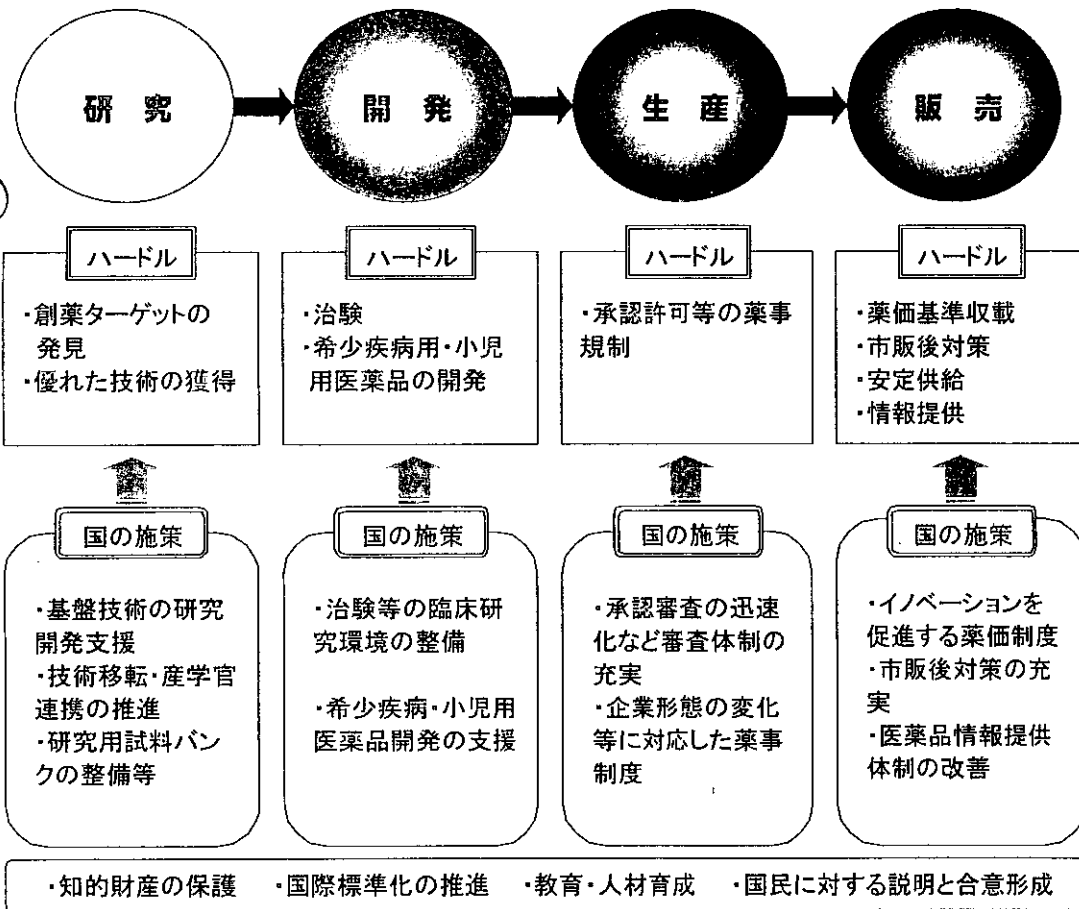 研究
開発
生産
販売
ハードル
・創薬ターゲットの
発見
・優れた技術の獲得
ハードル
・治験
・希少疾病用・小児
用医薬品の開発
ハードル
・承認許可等の薬事
規制
ハードル
・薬価基準収載
・市販後対策
・安定供給
・情報提供
国の施策
・基盤技術の研究
開発支援
・技術移転・産学官
連携の推進
・研究用試料バン
クの整備等
国の施策
・治験等の臨床研
究環境の整備
・希少疾病・小児用
医薬品開発の支援
国の施策
・承認審査の迅速
化など審査体制の
充実
・企業形態の変化
等に対応した薬事
制度
国の施策
・イノベーションを
促進する薬価制度
・市販後対策の充
実
・医薬品情報提供
体制の改善
・知的財産の保護 ・国際標準化の推進 ・教育・人材育成 ・国民に対する説明と合意形成